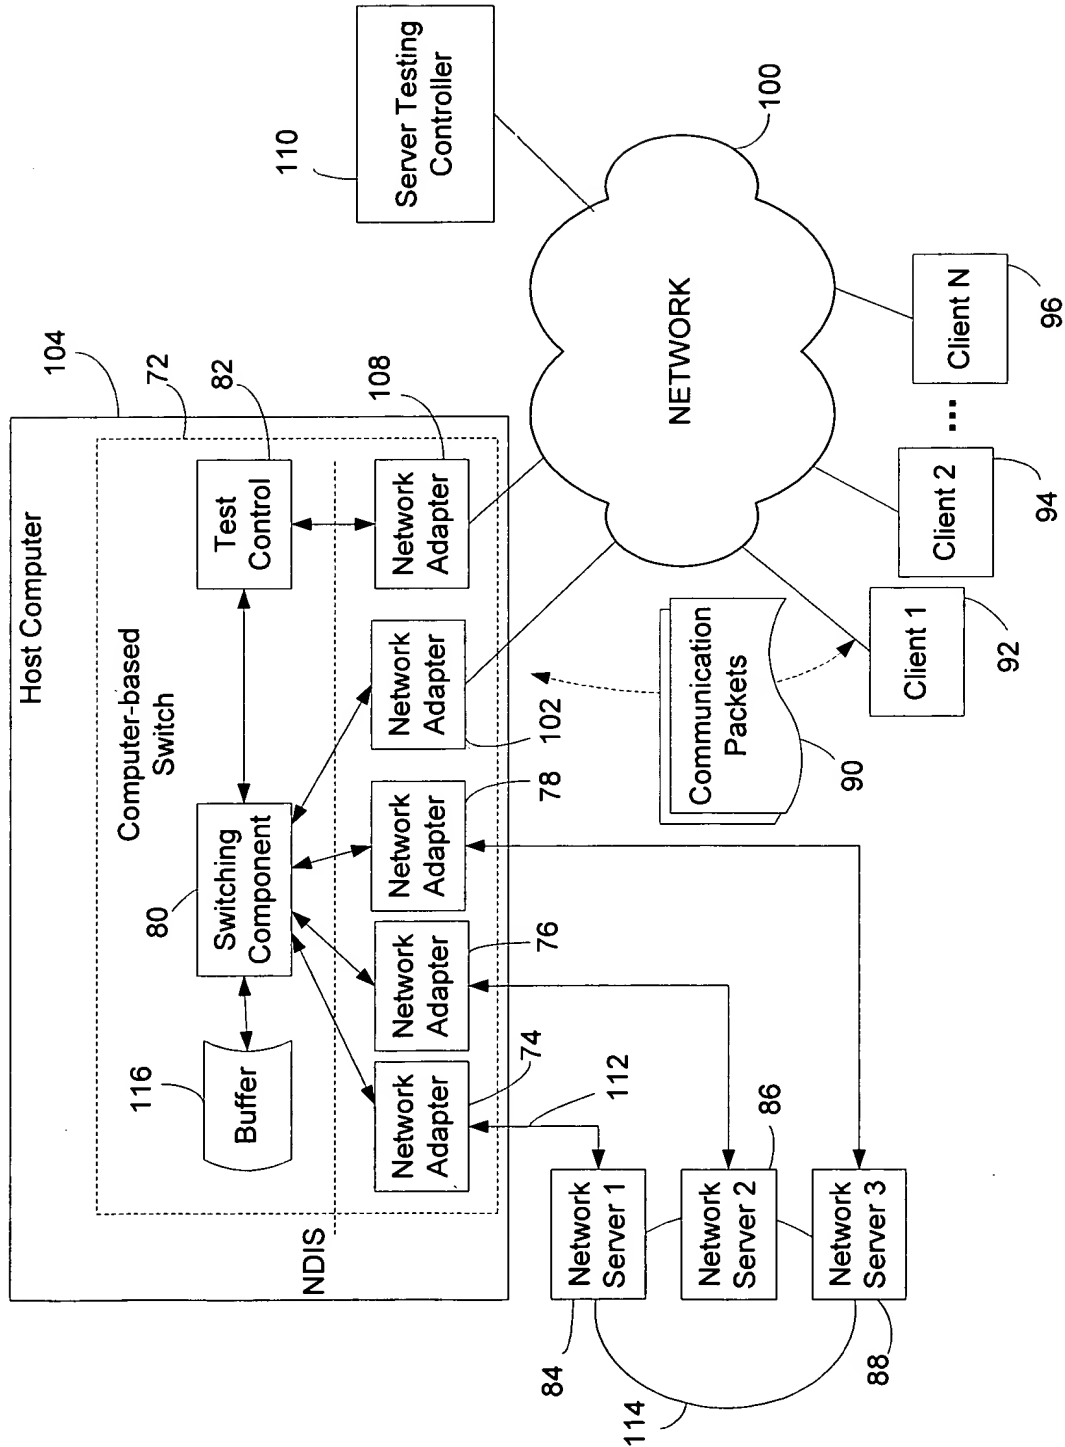 Host Computer
104
Computer-based
Switch
72
116
Buffer
80
Switching
Component
Test
Control
82
NDIS
Network
Adapter
74
Network
Adapter
76
Network
Adapter
78
Network
Adapter
102
Network
Adapter
108
110
Server Testing
Controller
112
84
Network
Server 1
Network
Server 2
86
Network
Server 3
88
114
Communication
Packets
90
NETWORK
100
Client 1
92
Client 2
94
...
Client N
96